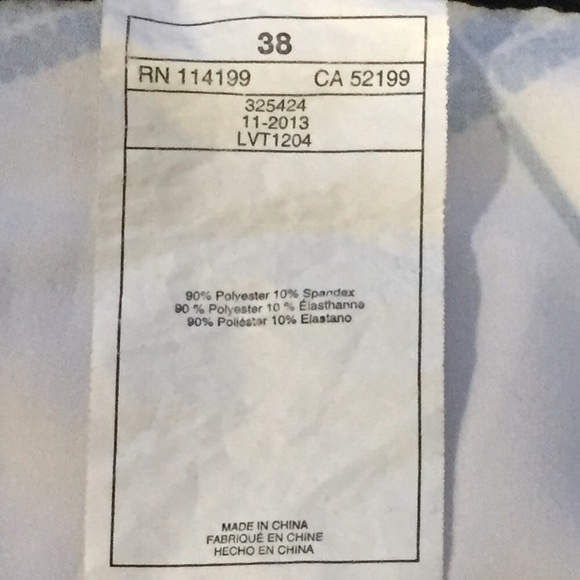 38
RN 114199 CA 52199
325424
11-2013
LVT1204
90% Polyester 10% Spandex
90 % Polyester 10 % Élasthanne
90% Poliéster 10% Elastano
MADE IN CHINA
FABRIQUÉ EN CHINE
HECHO EN CHINA